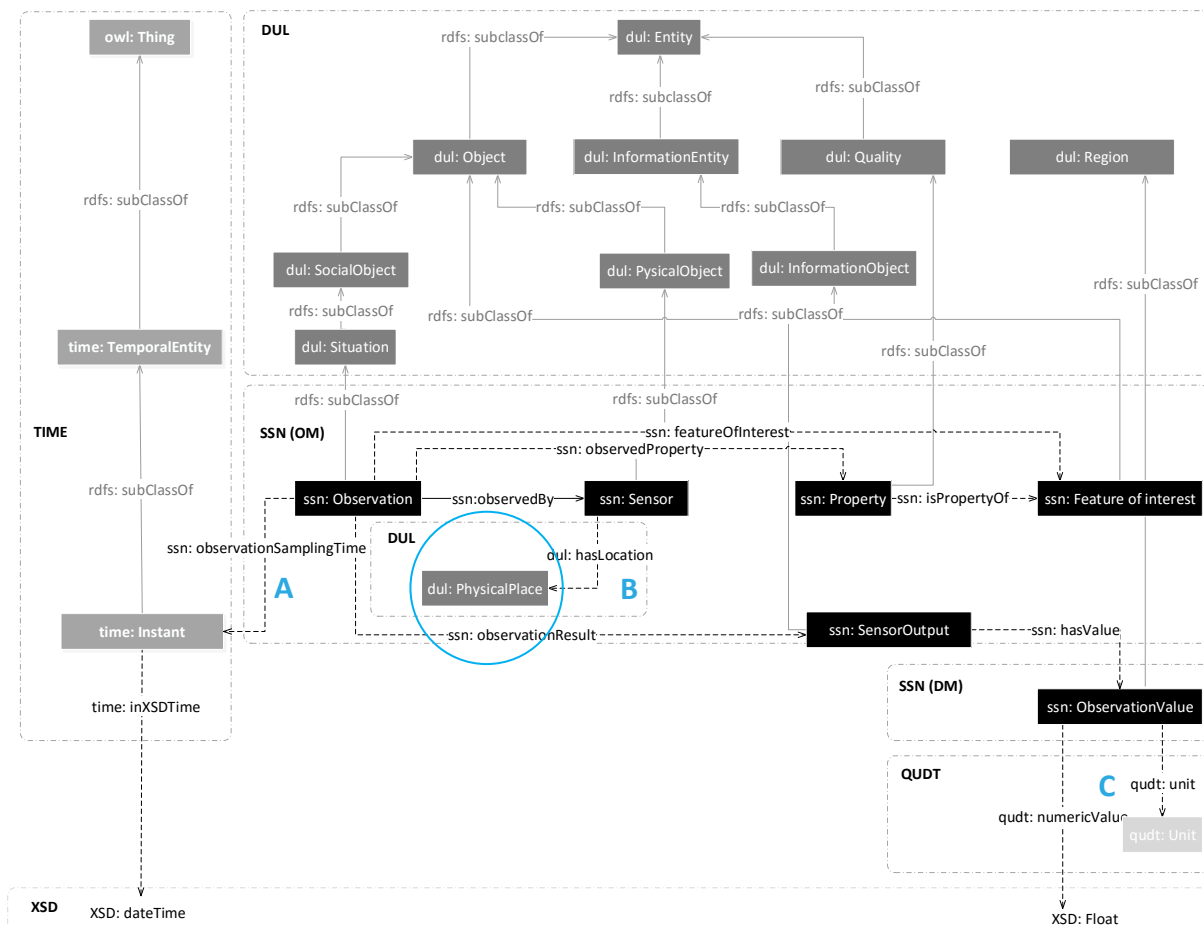 owl: Thing
DUL
rdfs: subclassOf
dul: Entity
rdfs: subclassOf
rdfs: subClassOf
dul: Object
dul: InformationEntity
dul: Quality
dul: Region
rdfs: subClassOf
rdfs: subClassOf
rdfs: subClassOf
rdfs: subClassOf
dul: SocialObject
dul: PysicalObject
dul: InformationObject
rdfs: subClassOf
rdfs: subClassOf
rdfs: subClassOf
rdfs: subClassOf
time: TemporalEntity
dul: Situation
rdfs: subClassOf
rdfs: subClassOf
rdfs: subClassOf
TIME
SSN (OM)
ssn: featureOfInterest
ssn: observedProperty
rdfs: subClassOf
ssn: Observation
ssn:observedBy
ssn: Sensor
ssn: Property
ssn: isPropertyOf
ssn: Feature of interest
DUL
ssn: observationSamplingTime
dul: hasLocation
A
dul: PhysicalPlace
B
time: Instant
ssn: observationResult
ssn: SensorOutput
ssn: hasValue
SSN (DM)
time: inXSDTime
ssn: ObservationValue
QUDT
C
qudt: unit
qudt: numericValue
qudt: Unit
XSD
XSD: dateTime
XSD: Float